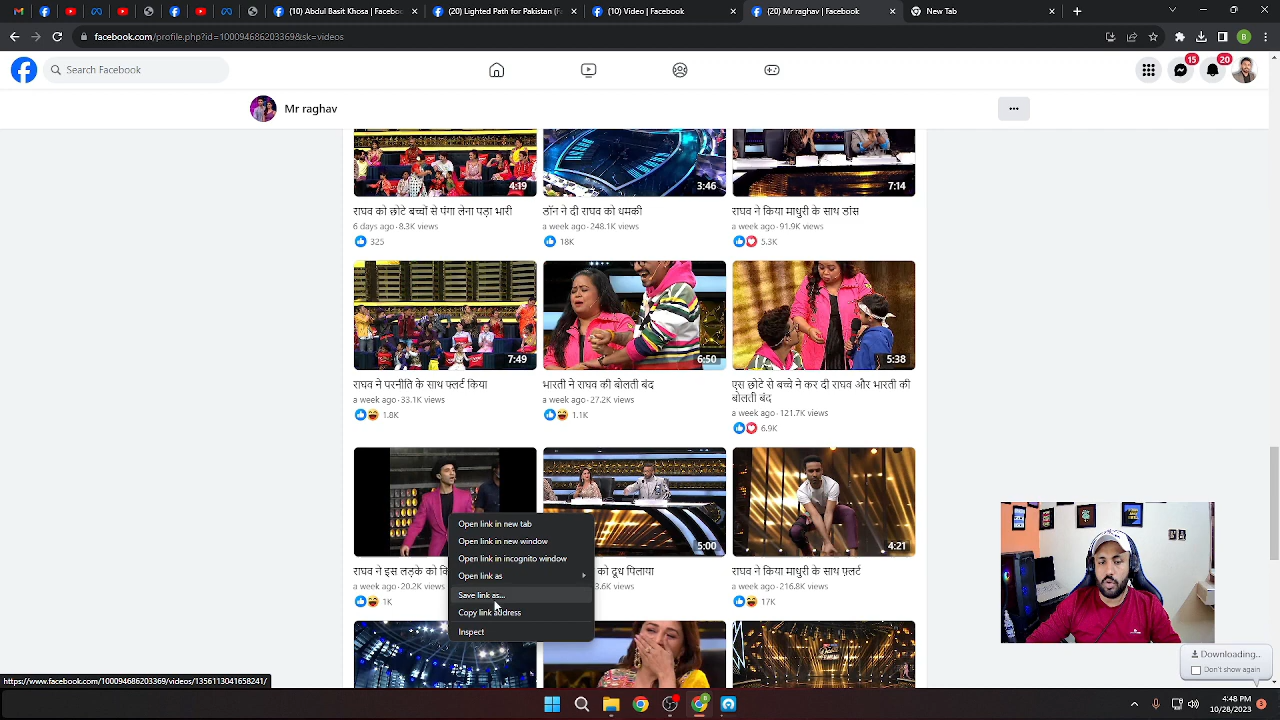 (10) Abdul Basit Khosa | Facebook
(20) Lighted Path for Pakistan (F
(10) Video | Facebook
Facebook
New Tab
facebook.com/profile.php?id=100094686203369&sk=videos
B
Search Facebook
15
20
Mr raghav
4:19
3:46
7:14
राघव को छोटे बच्चों से पंगा लेना पड़ा भारी
डॉन ने दी राघव को धमकी
राघव ने किया माधुरी के साथ डांस
6 days ago · 8.3K views
a week ago · 248.1K views
a week ago · 91.9K views
325
18K
5.3K
7:49
6:50
5:38
राघव ने परनीति के साथ फ्लर्ट किया
भारती ने राघव की बोलती बंद
एस छोटे से बच्चे ने कर दी राघव और भारती की
बोलती बंद
a week ago · 33.1K views
a week ago · 27.2K views
a week ago · 121.7K views
1.8K
1.1K
6.9K
Open link in new tab
Open link in new window
Open link in incognito window
Open link as
Save link as...
Copy link address
Inspect
5:00
4:21
राघव ने इस लड़के को कि
को दूध पिलाया
राघव ने किया माधुरी के साथ फ़्लर्ट
a week ago · 20.2K views
3.6K views
a week ago · 216.8K views
1K
17K
Downloading..
Don't show again
https://www.facebook.com/100094686203369/videos/1356113041658241/
4:48 PM
10/28/2023
3